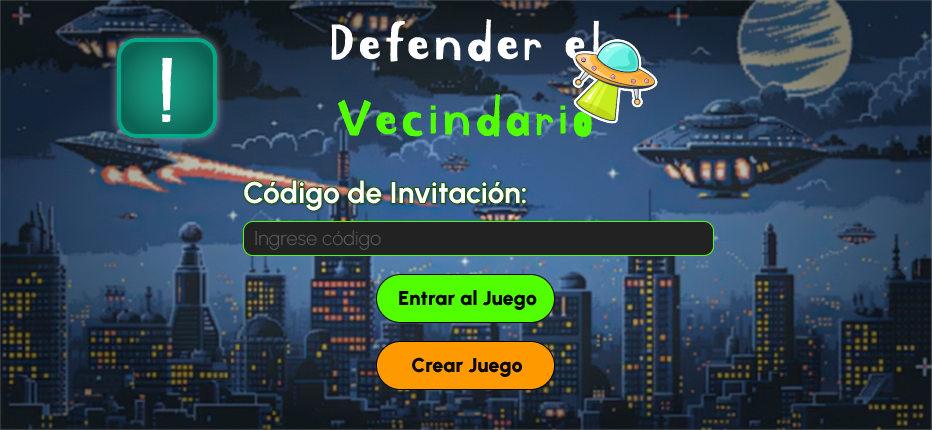 Defender el
Vecindario
!
Código de Invitación:
Ingrese código
Entrar al Juego
Crear Juego